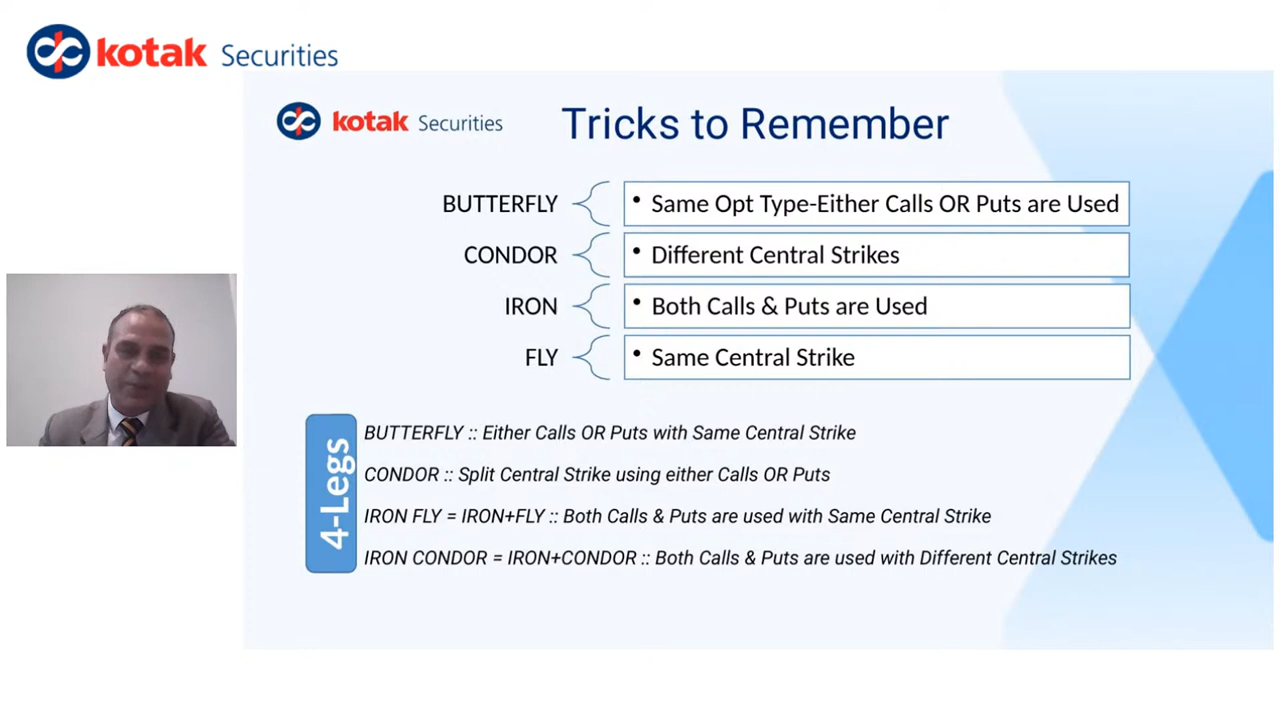 kotak Securities
kotak Securities
Tricks to Remember
BUTTERFLY
• Same Opt Type-Either Calls OR Puts are Used
CONDOR
• Different Central Strikes
IRON
• Both Calls & Puts are Used
FLY
• Same Central Strike
4-Legs
BUTTERFLY :: Either Calls OR Puts with Same Central Strike
CONDOR :: Split Central Strike using either Calls OR Puts
IRON FLY = IRON+FLY :: Both Calls & Puts are used with Same Central Strike
IRON CONDOR = IRON+CONDOR :: Both Calls & Puts are used with Different Central Strikes